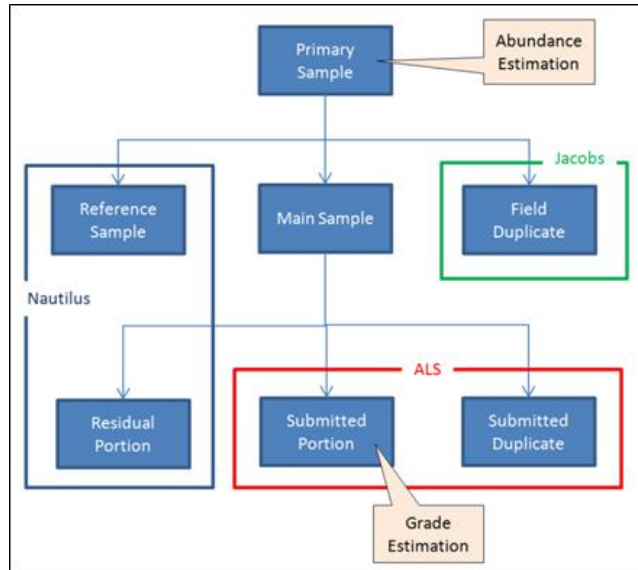 Primary
Sample
Abundance
Estimation
Jacobs
Reference
Sample
Main Sample
Field
Duplicate
Nautilus
ALS
Residual
Portion
Submitted
Portion
Submitted
Duplicate
Grade
Estimation